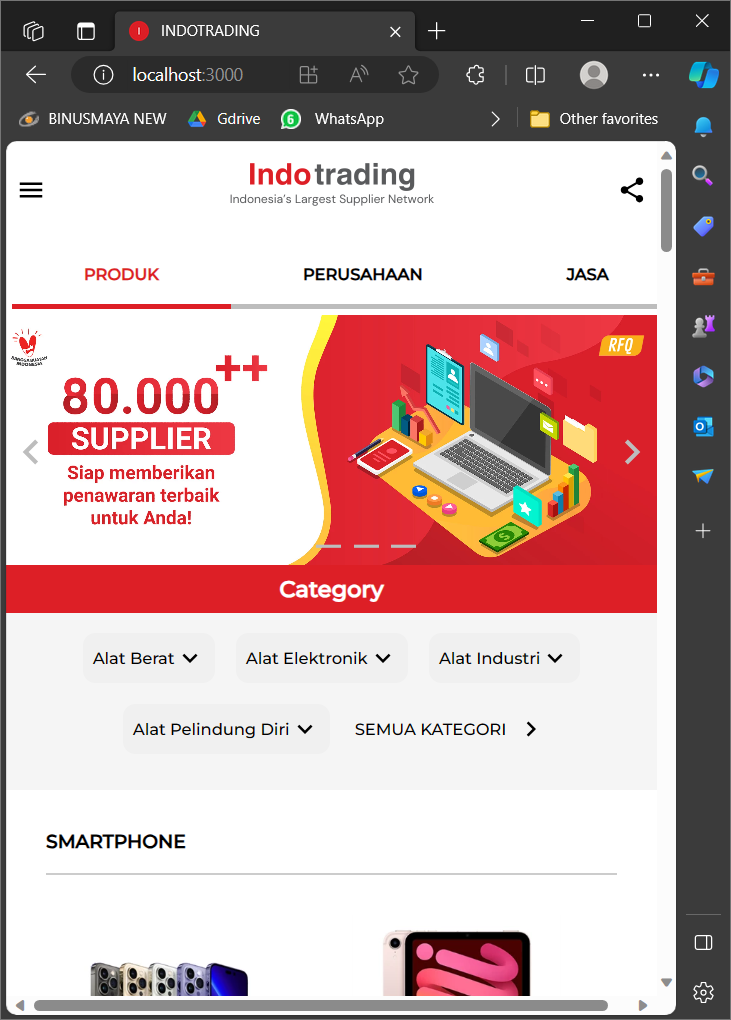 INDOTRADING
localhost:3000
BINUSMAYA NEW
Gdrive
6
WhatsApp
Other favorites
Indotrading
Indonesia's Largest Supplier Network
PRODUK
PERUSAHAAN
JASA
80.000++
SUPPLIER
Siap memberikan
penawaran terbaik
untuk Anda!
RFQ
Category
Alat Berat
Alat Elektronik
Alat Industri
Alat Pelindung Diri
SEMUA KATEGORI
SMARTPHONE